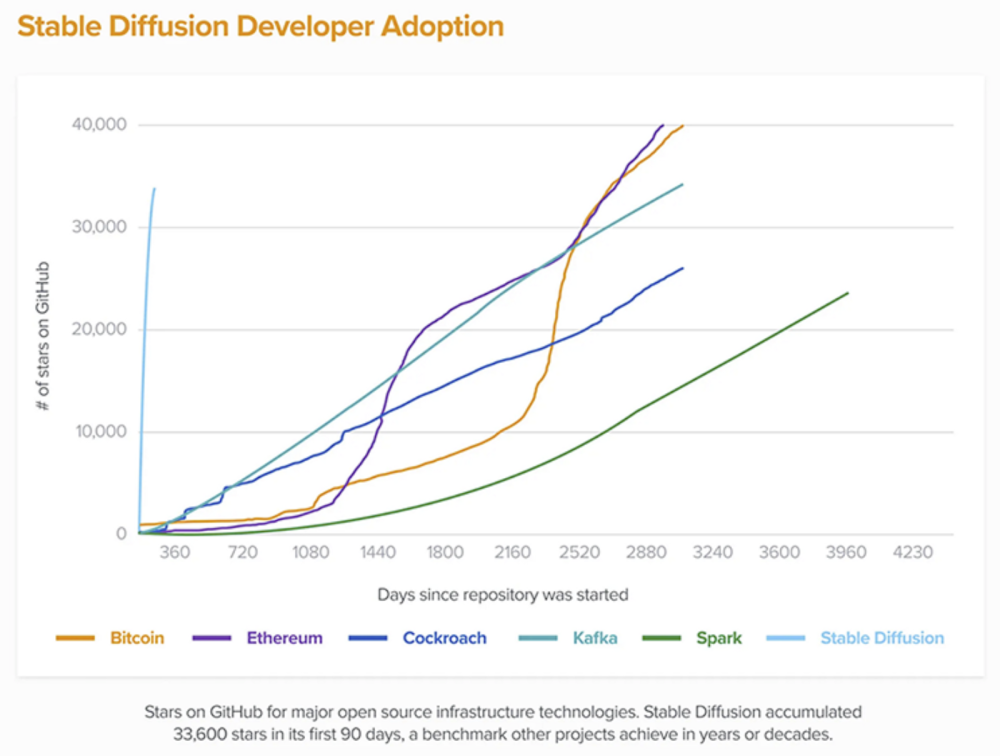 Stable Diffusion Developer Adoption
40,000
30,000
20,000
10,000
0
# of stars on GitHub
360 720 1080 1440 1800 2160 2520 2880 3240 3600 3960 4230
Days since repository was started
Bitcoin Ethereum Cockroach Kafka Spark Stable Diffusion
Stars on GitHub for major open source infrastructure technologies. Stable Diffusion accumulated
33,600 stars in its first 90 days, a benchmark other projects achieve in years or decades.